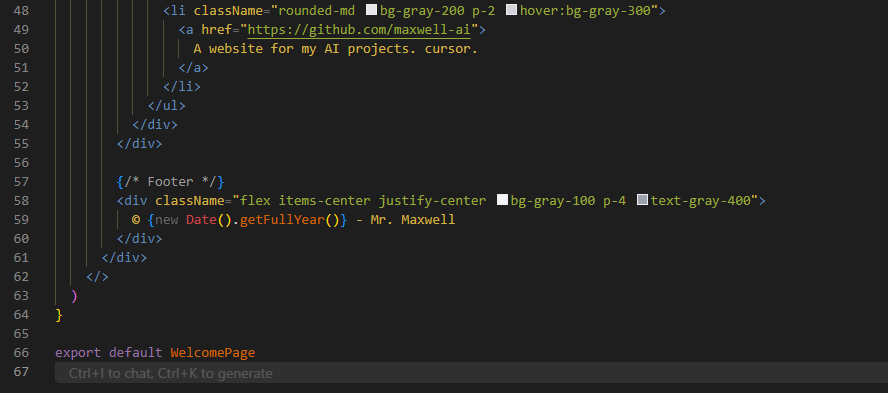 48 <li className="rounded-md bg-gray-200 p-2 hover:bg-gray-300">
49 <a href="https://github.com/maxwell-ai">
50 A website for my AI projects. cursor.
51 </a>
52 </li>
53 </ul>
54 </div>
55 </div>
56
57 {/* Footer */}
58 <div className="flex items-center justify-center bg-gray-100 p-4 text-gray-400">
59 © {new Date().getFullYear()} - Mr. Maxwell
60 </div>
61 </div>
62 </>
63 )
64 }
65
66 export default WelcomePage
67 Ctrl+I to chat, Ctrl+K to generate